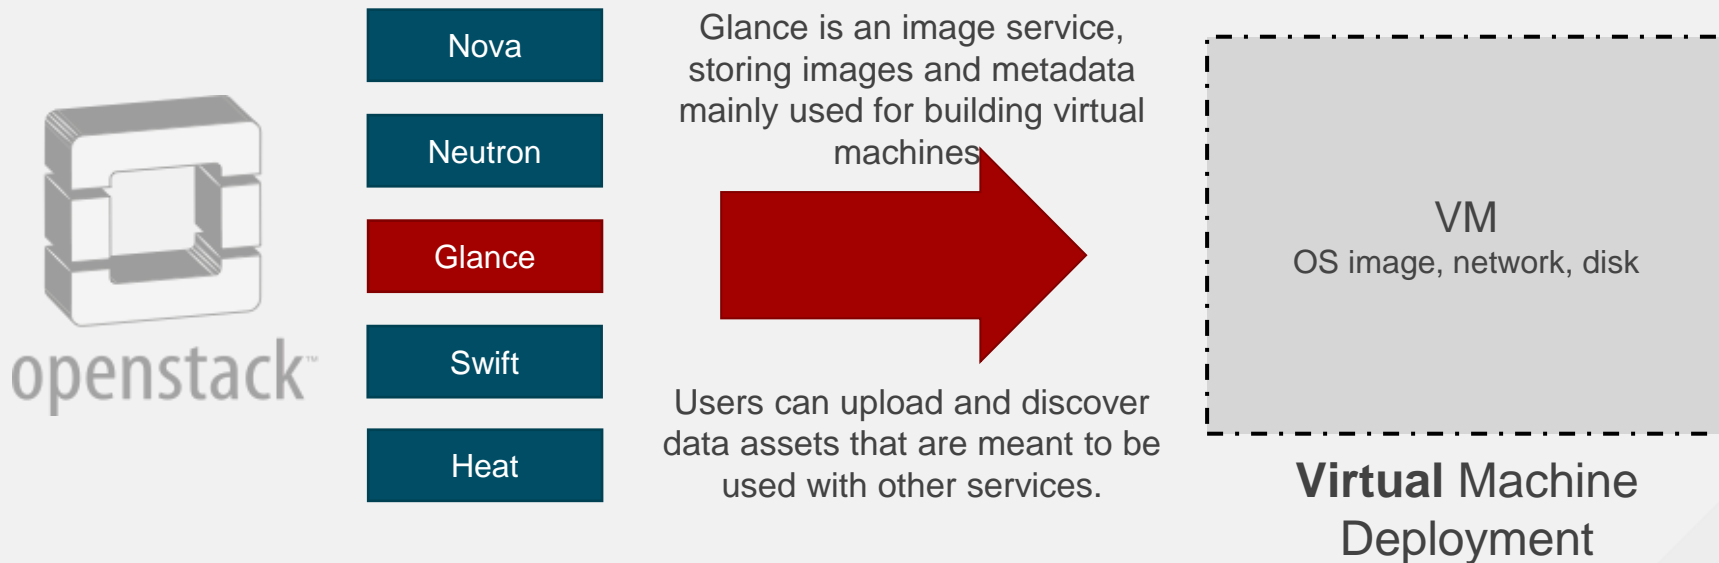 openstack™
Nova
Neutron
Glance
Swift
Heat
Glance is an image service,
storing images and metadata
mainly used for building virtual
machines
Users can upload and discover
data assets that are meant to be
used with other services.
VM
OS image, network, disk
Virtual Machine
Deployment